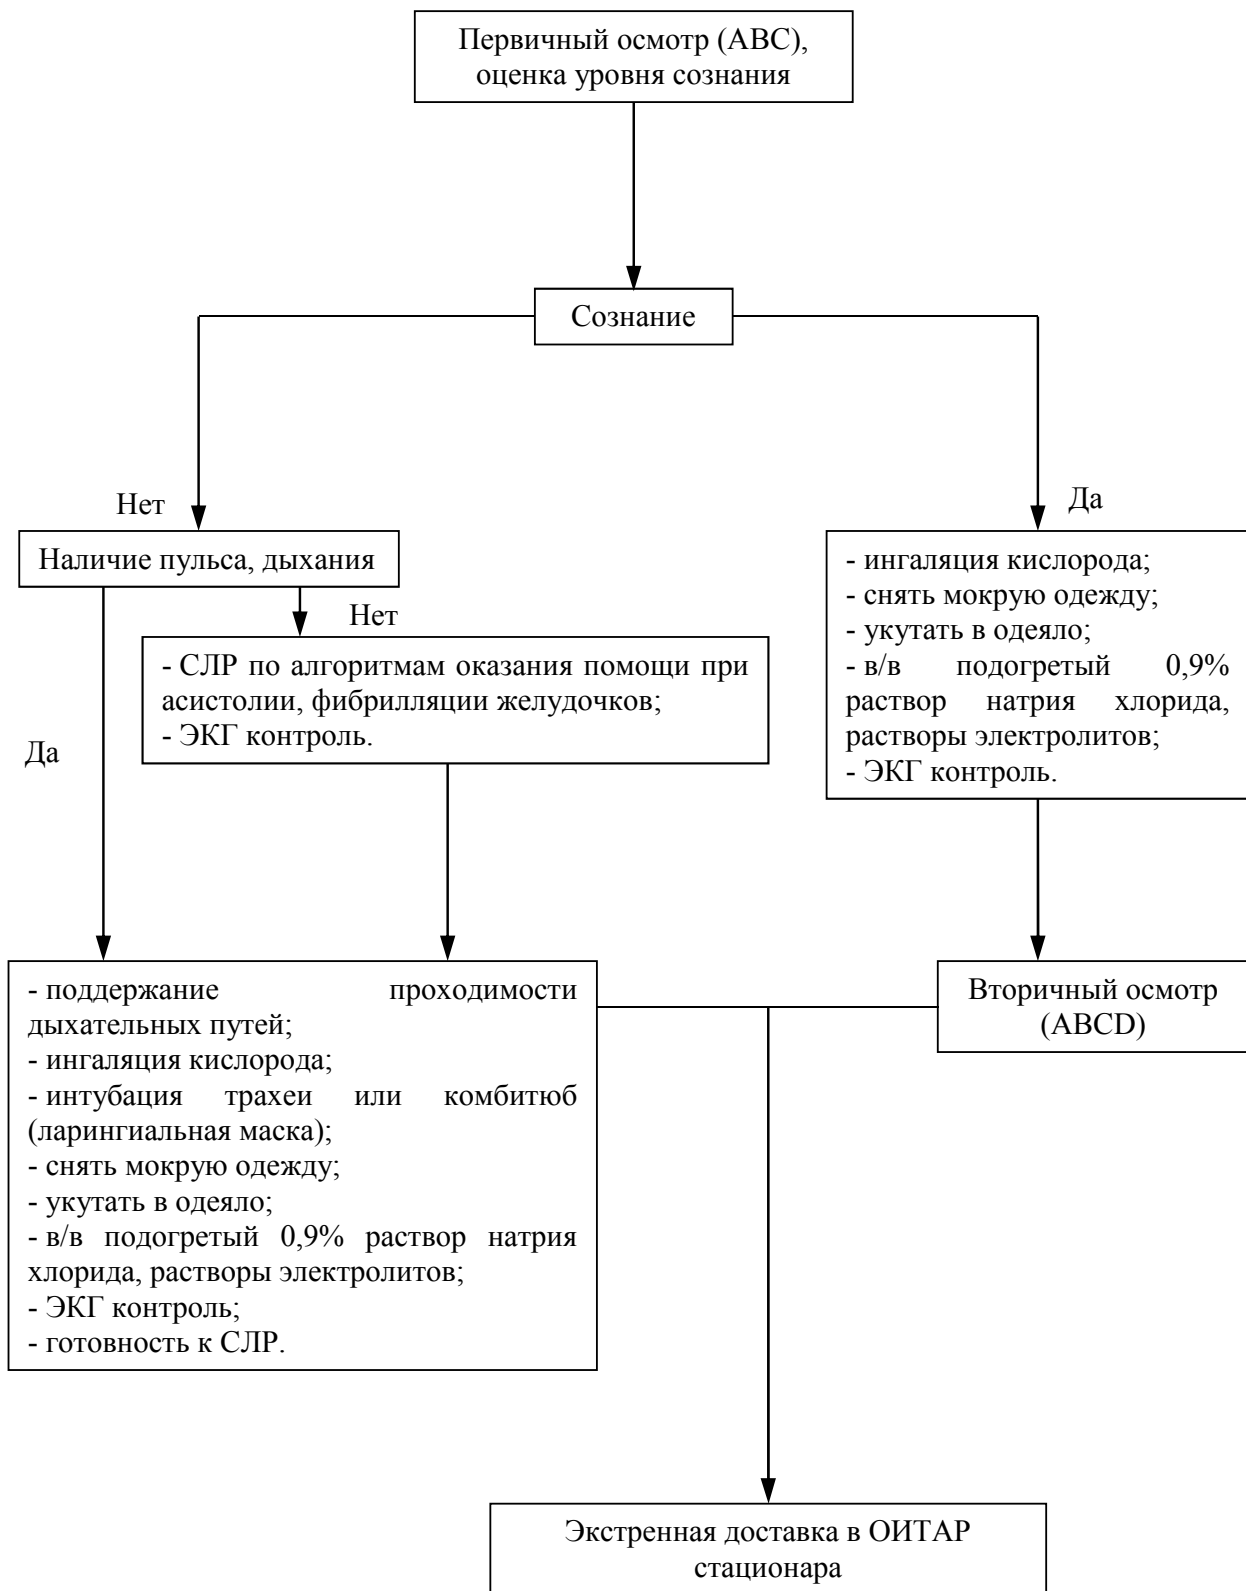 Первичный осмотр (ABC),
оценка уровня сознания
Сознание
Нет
Да
Наличие пульса, дыхания
- ингаляция кислорода;
- снять мокрую одежду;
- укутать в одеяло;
- в/в подогретый 0,9%
раствор натрия хлорида,
растворы электролитов;
- ЭКГ контроль.
Нет
- СЛР по алгоритмам оказания помощи при
асистолии, фибрилляции желудочков;
- ЭКГ контроль.
Да
- поддержание проходимости
дыхательных путей;
- ингаляция кислорода;
- интубация трахеи или комбитюб
(ларингиальная маска);
- снять мокрую одежду;
- укутать в одеяло;
- в/в подогретый 0,9% раствор натрия
хлорида, растворы электролитов;
- ЭКГ контроль;
- готовность к СЛР.
Вторичный осмотр
(ABCD)
Экстренная доставка в ОИТАР
стационара